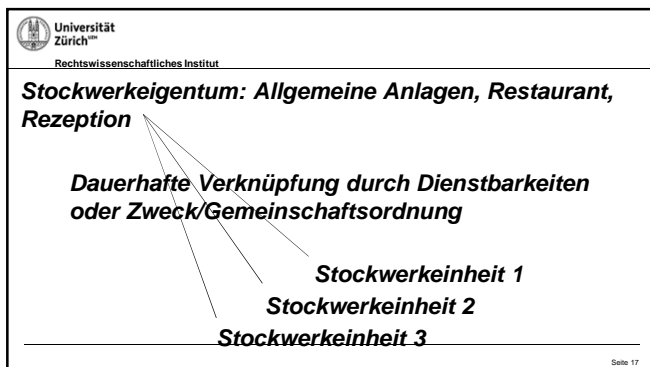 Universität
Zürich UZH
Rechtswissenschaftliches Institut
Stockwerkeigentum: Allgemeine Anlagen, Restaurant,
Rezeption
Dauerhafte Verknüpfung durch Dienstbarkeiten
oder Zweck/Gemeinschaftsordnung
Stockwerkeinheit 1
Stockwerkeinheit 2
Stockwerkeinheit 3
Seite 17